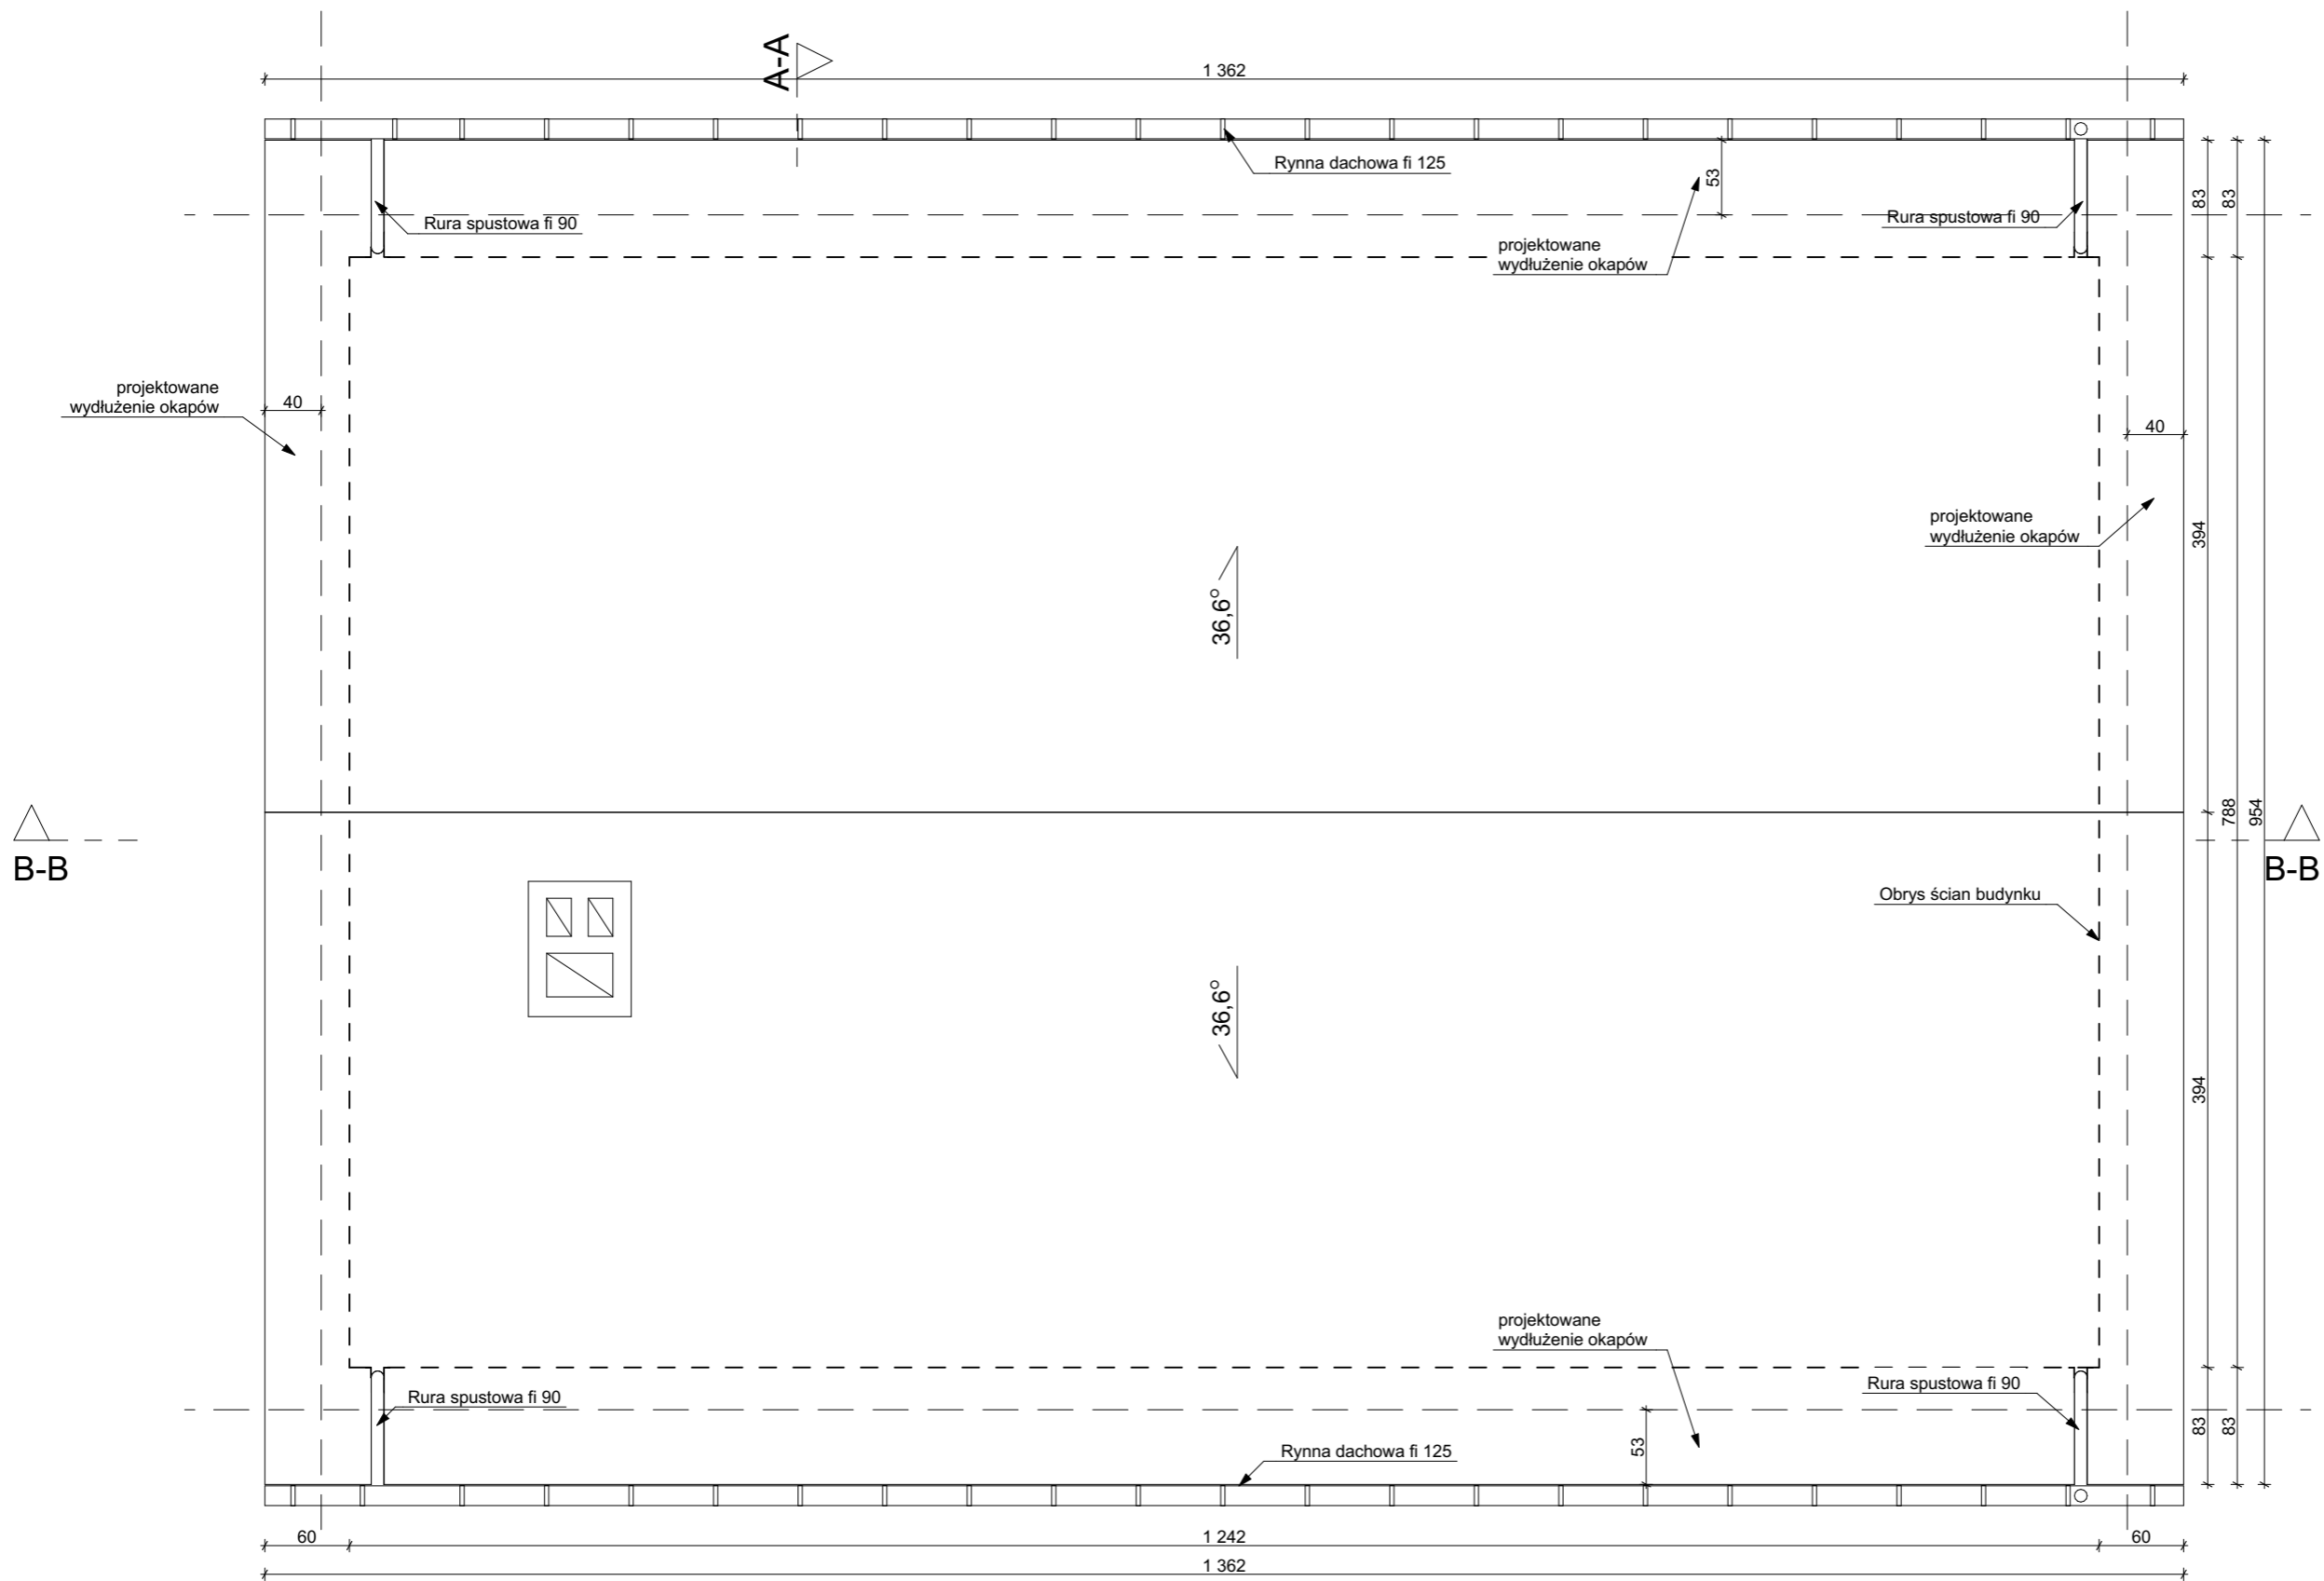 A-A
1 362
Rynna dachowa fi 125
53
83
83
Rura spustowa fi 90
Rura spustowa fi 90
projektowane
wydłużenie okapów
projektowane
wydłużenie okapów
40
40
projektowane
wydłużenie okapów
394
36,6°
788
954
B-B
B-B
Obrys ścian budynku
36,6°
394
projektowane
wydłużenie okapów
Rura spustowa fi 90
Rura spustowa fi 90
53
83
83
Rynna dachowa fi 125
60
1 242
60
1 362